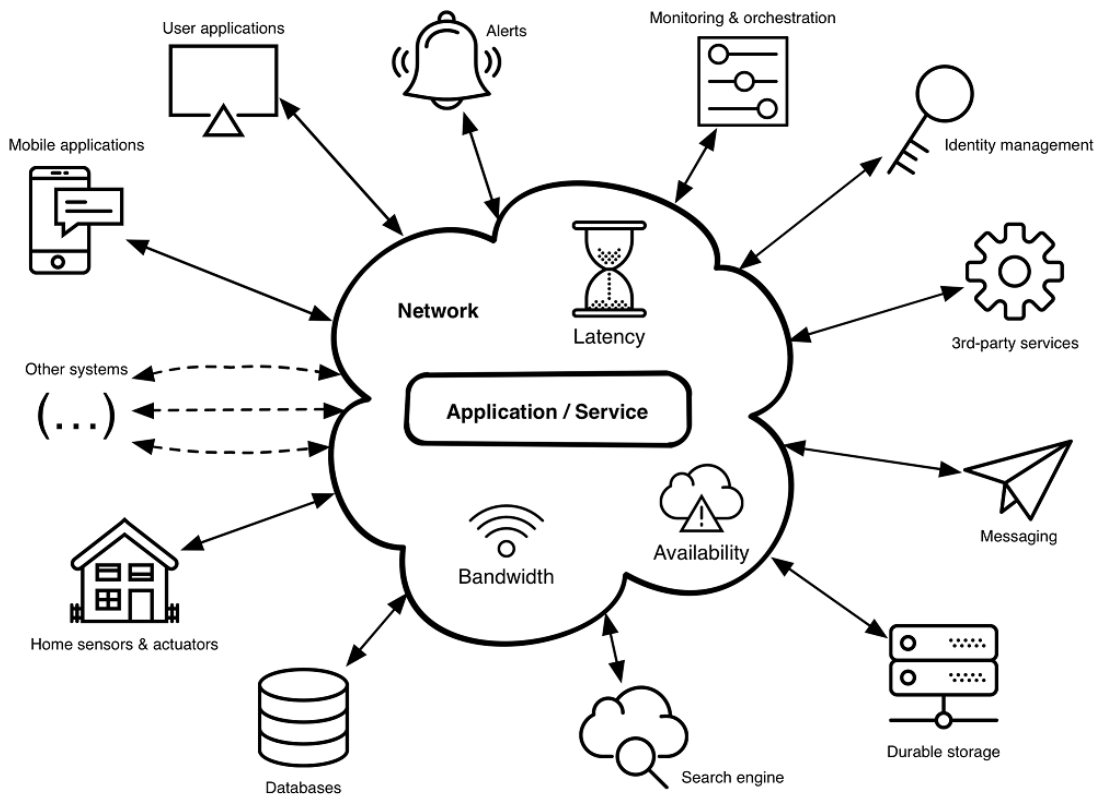 User applications
Alerts
Monitoring & orchestration
Mobile applications
Identity management
Network
Latency
3rd-party services
Other systems
(...)
Application / Service
Messaging
Availability
Bandwidth
Home sensors & actuators
Durable storage
Search engine
Databases